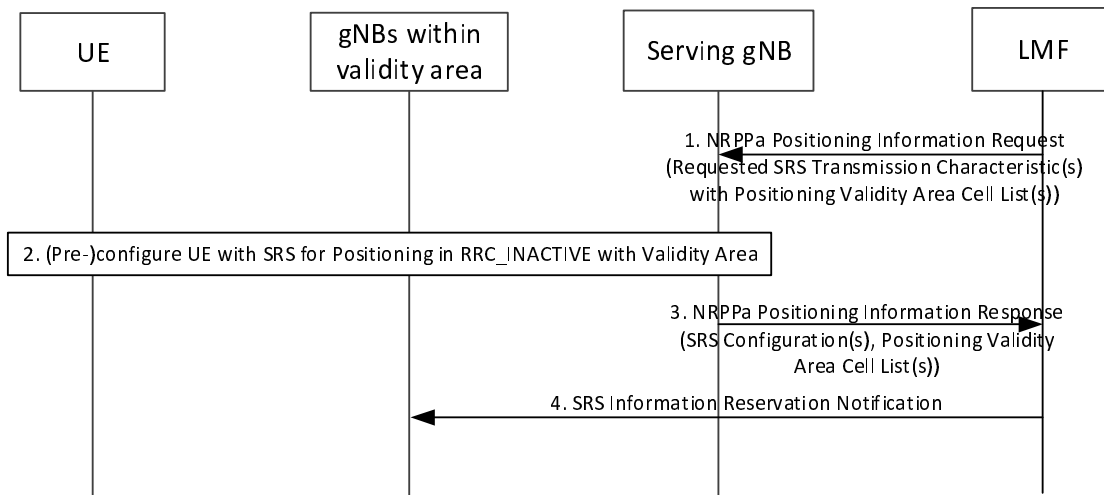 UE
gNBs within
validity area
Serving gNB
LMF
1. NRPPa Positioning Information Request
(Requested SRS Transmission Characteristic(s)
with Positioning Validity Area Cell List(s))
2. (Pre-)configure UE with SRS for Positioning in RRC_INACTIVE with Validity Area
3. NRPPa Positioning Information Response
(SRS Configuration(s), Positioning Validity
Area Cell List(s))
4. SRS Information Reservation Notification